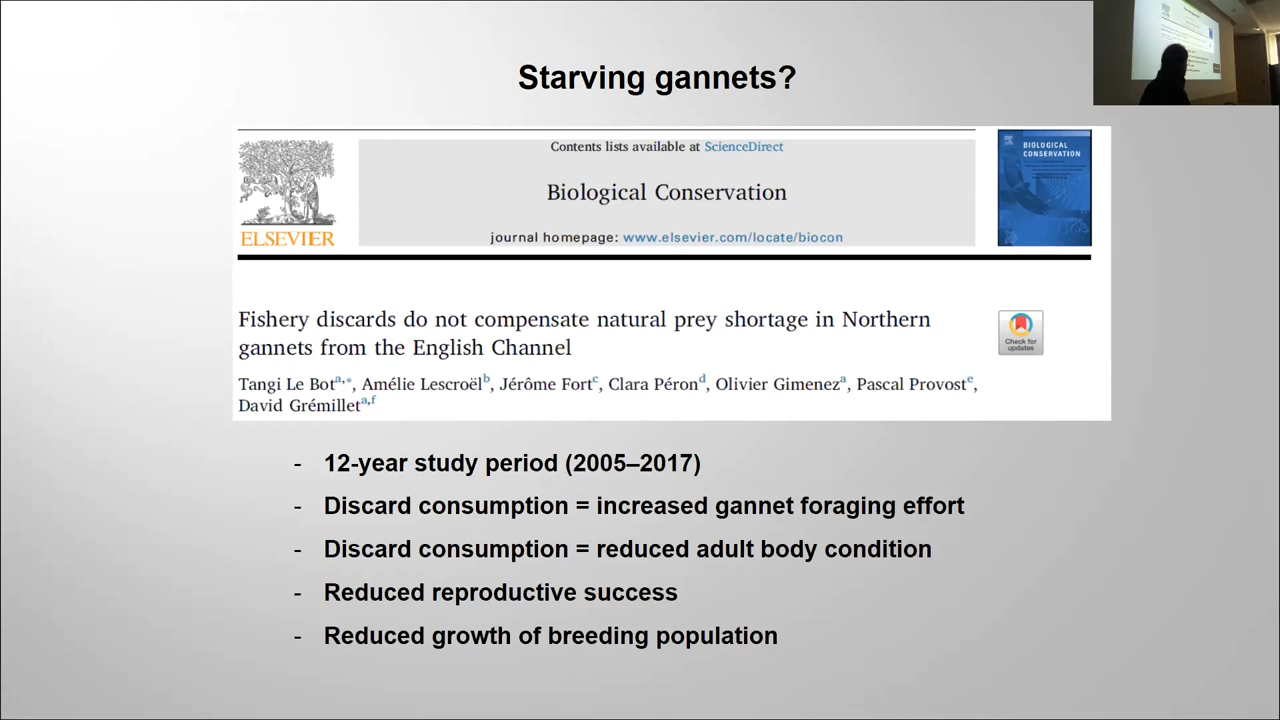 Starving gannets?
Contents lists available at ScienceDirect
Biological Conservation
journal homepage: www.elsevier.com/locate/biocon
ELSEVIER
BIOLOGICAL
CONSERVATION
Fishery discards do not compensate natural prey shortage in Northern
gannets from the English Channel
Check for
updates
Tangi Le Bot a,*, Amélie Lescroël b, Jérôme Fort c, Clara Péron d, Olivier Gimenez a, Pascal Provost e,
David Grémillet a,f
- 12-year study period (2005–2017)
- Discard consumption = increased gannet foraging effort
- Discard consumption = reduced adult body condition
- Reduced reproductive success
- Reduced growth of breeding population